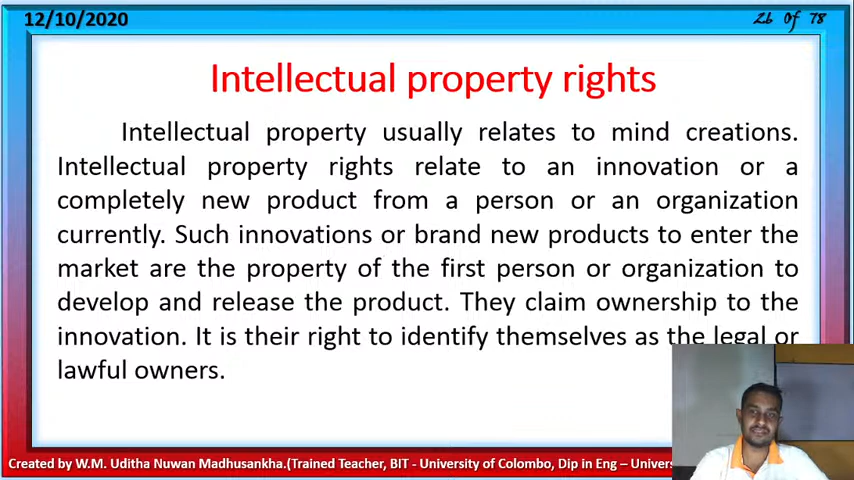 12/10/2020
26 of 78
Intellectual property rights
Intellectual property usually relates to mind creations.
Intellectual property rights relate to an innovation or a
completely new product from a person or an organization
currently. Such innovations or brand new products to enter the
market are the property of the first person or organization to
develop and release the product. They claim ownership to the
innovation. It is their right to identify themselves as the legal or
lawful owners.
Created by W.M. Uditha Nuwan Madhusankha.(Trained Teacher, BIT - University of Colombo, Dip in Eng –